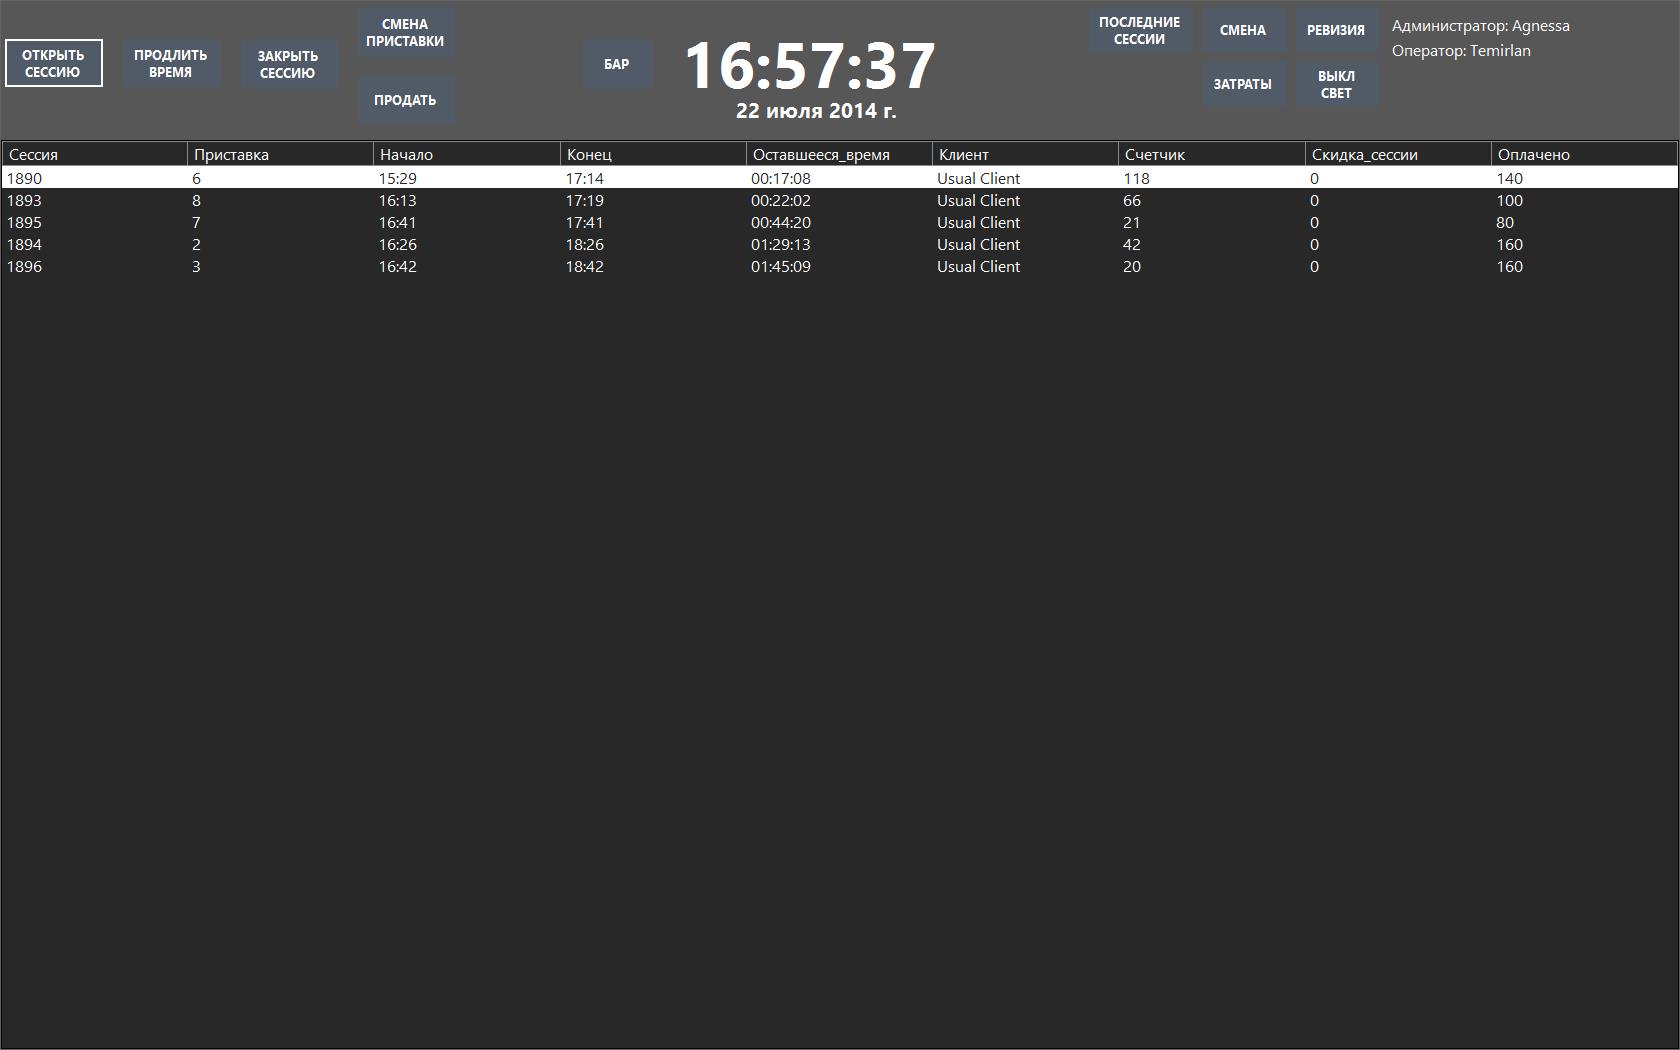 ОТКРЫТЬ
СЕССИЮ
ПРОДЛИТЬ
ВРЕМЯ
ЗАКРЫТЬ
СЕССИЮ
СМЕНА
ПРИСТАВКИ
ПРОДАТЬ
БАР
16:57:37
22 июля 2014 г.
ПОСЛЕДНИЕ
СЕССИИ
СМЕНА
РЕВИЗИЯ
ЗАТРАТЫ
ВЫКЛ
СВЕТ
Администратор: Agnessa
Оператор: Temirlan
Сессия Приставка Начало Конец Оставшееся_время Клиент Счетчик Скидка_сессии Оплачено
1890 6 15:29 17:14 00:17:08 Usual Client 118 0 140
1893 8 16:13 17:19 00:22:02 Usual Client 66 0 100
1895 7 16:41 17:41 00:44:20 Usual Client 21 0 80
1894 2 16:26 18:26 01:29:13 Usual Client 42 0 160
1896 3 16:42 18:42 01:45:09 Usual Client 20 0 160